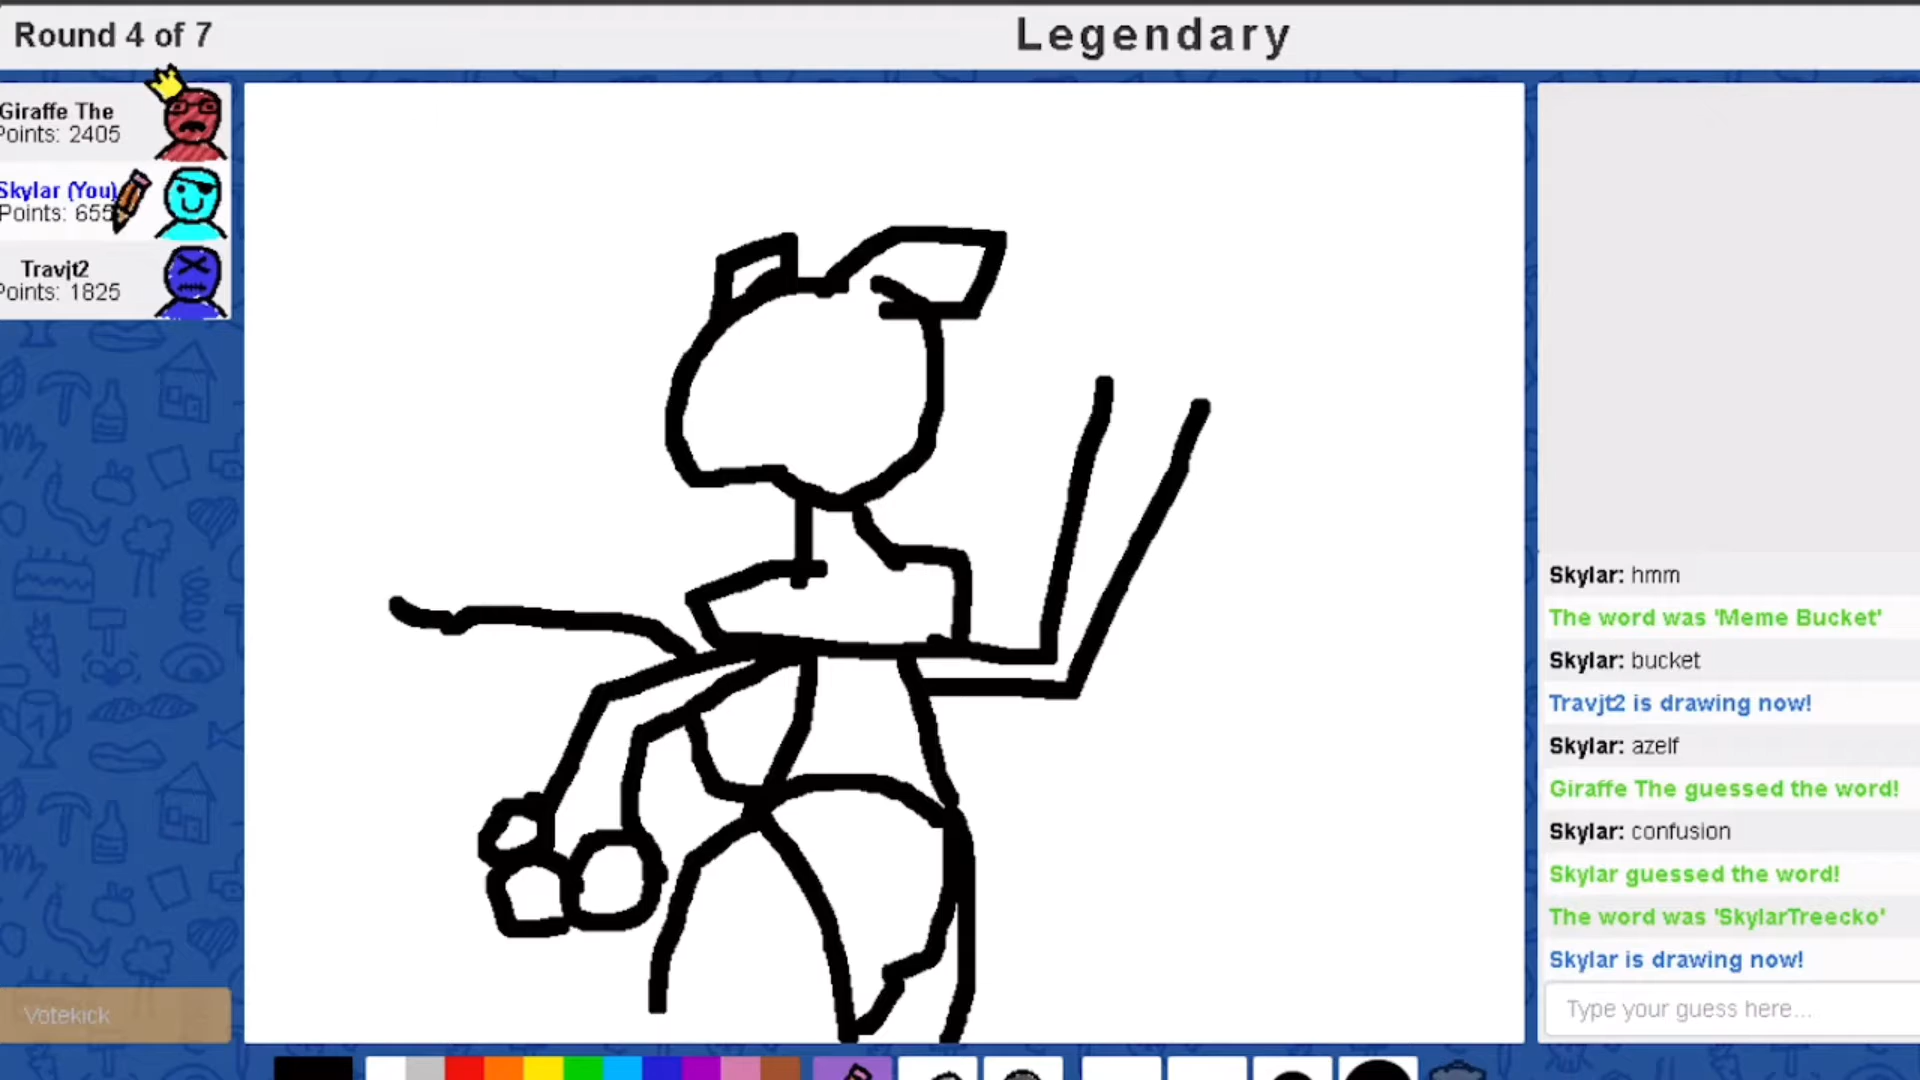 Round 4 of 7
Legendary
Giraffe The
Points: 2405
Skylar (You)
Points: 655
Travjt2
Points: 1825
Skylar: hmm
The word was 'Meme Bucket'
Skylar: bucket
Travjt2 is drawing now!
Skylar: azelf
Giraffe The guessed the word!
Skylar: confusion
Skylar guessed the word!
The word was 'SkylarTreecko'
Skylar is drawing now!
Type your guess here...
Votekick